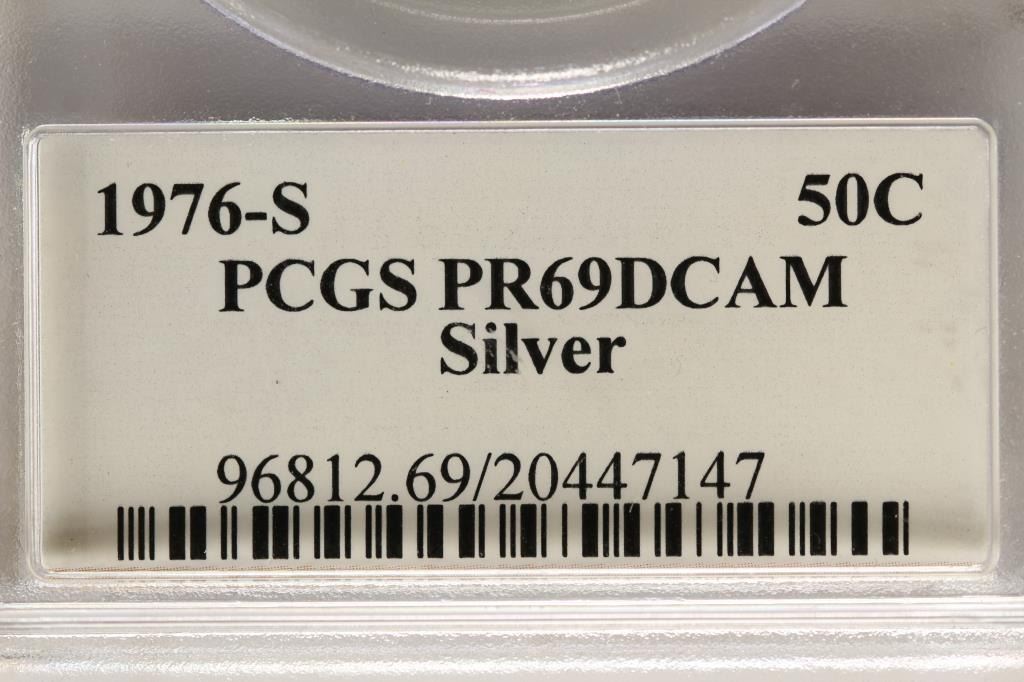 1976-S 50C
PCGS PR69DCAM
Silver
96812.69/20447147